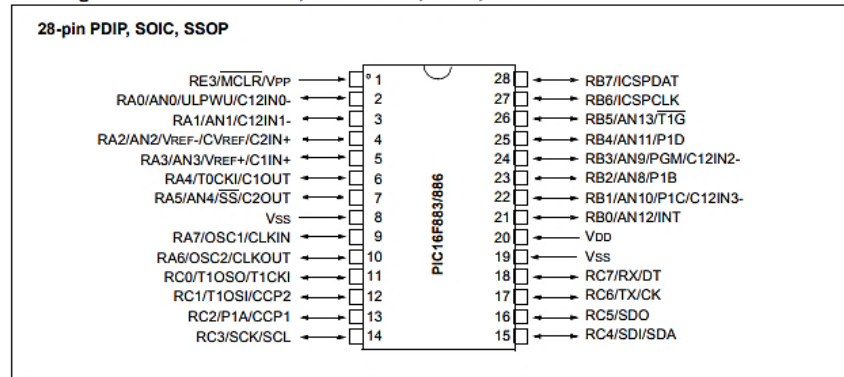 28-pin PDIP, SOIC, SSOP
RE3/MCLR/VPP 1 28 RB7/ICSPDAT
RA0/AN0/ULPWU/C12IN0- 2 27 RB6/ICSPCLK
RA1/AN1/C12IN1- 3 26 RB5/AN13/T1G
RA2/AN2/VREF-/CVREF/C2IN+ 4 25 RB4/AN11/P1D
RA3/AN3/VREF+/C1IN+ 5 24 RB3/AN9/PGM/C12IN2-
RA4/T0CKI/C1OUT 6 23 RB2/AN8/P1B
RA5/AN4/SS/C2OUT 7 22 RB1/AN10/P1C/C12IN3-
VSS 8 21 RB0/AN12/INT
RA7/OSC1/CLKIN 9 20 VDD
RA6/OSC2/CLKOUT 10 19 VSS
RC0/T1OSO/T1CKI 11 18 RC7/RX/DT
RC1/T1OSI/CCP2 12 17 RC6/TX/CK
RC2/P1A/CCP1 13 16 RC5/SDO
RC3/SCK/SCL 14 15 RC4/SDI/SDA
PIC16F883/886